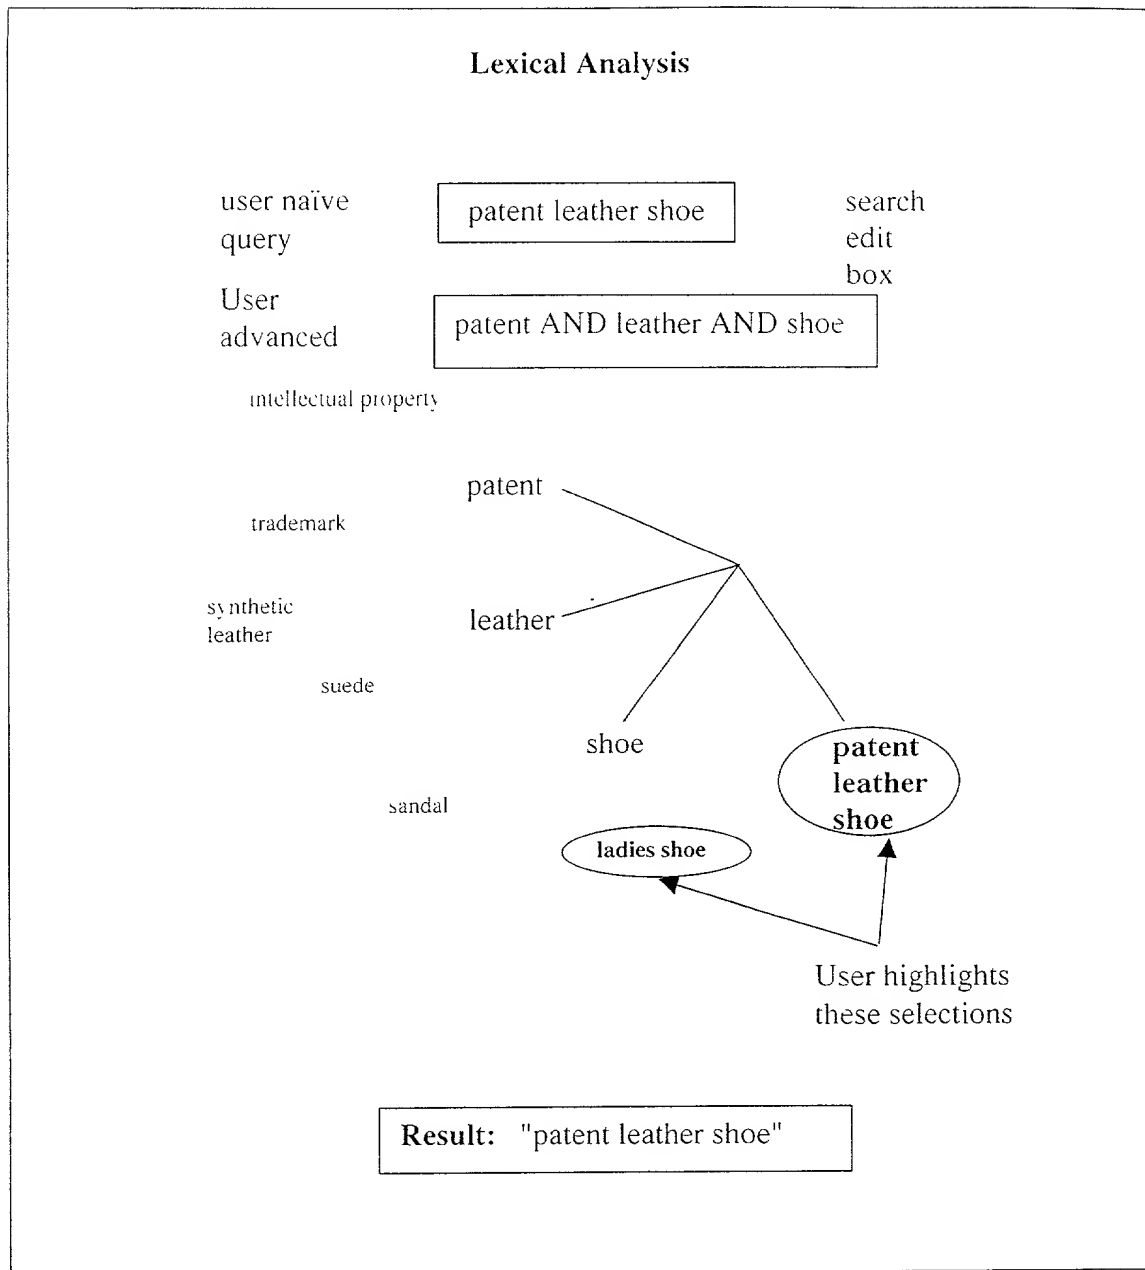 Lexical Analysis
user naïve
query
patent leather shoe
search
edit
box
User
advanced
patent AND leather AND shoe
intellectual property
patent
trademark
synthetic
leather
leather
suede
shoe
patent
leather
shoe
sandal
ladies shoe
User highlights
these selections
Result: "patent leather shoe"